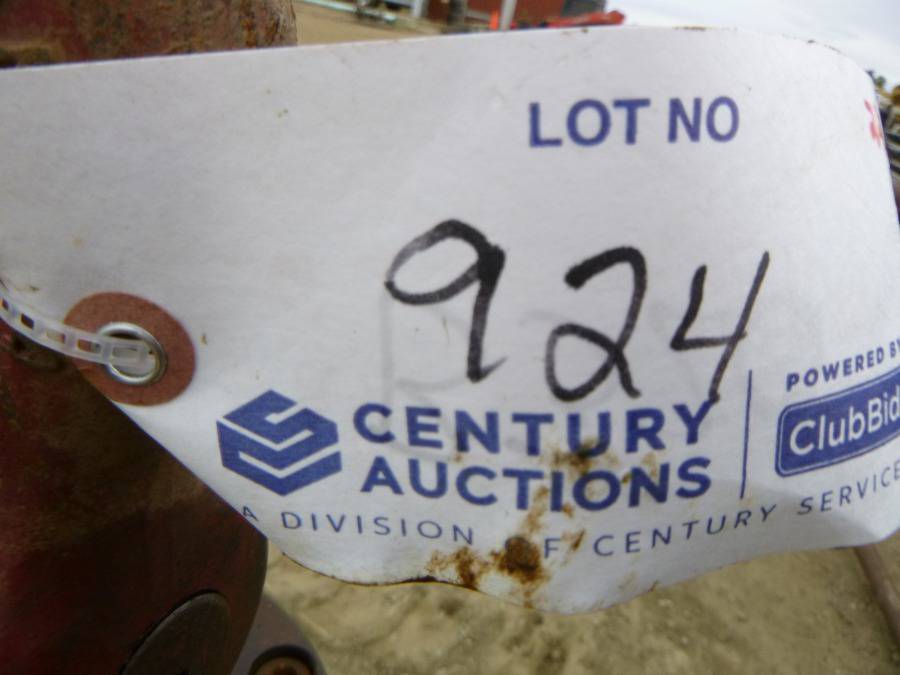 LOT NO
924
CENTURY
AUCTIONS
A DIVISION OF CENTURY SERVICE
POWERED BY
ClubBid